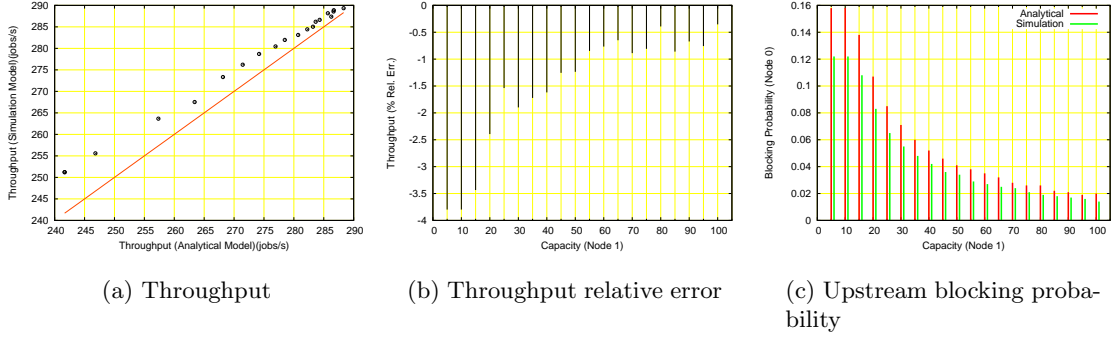 290
285
280
275
270
265
260
255
250
245
240
240 245 250 255 260 265 270 275 280 285 290
Throughput (Simulation Model)(jobs/s)
Throughput (Analytical Model)(jobs/s)
(a) Throughput
0
-0.5
-1
-1.5
-2
-2.5
-3
-3.5
-4
0 10 20 30 40 50 60 70 80 90 100
Throughput (% Rel. Err.)
Capacity (Node 1)
(b) Throughput relative error
0.16
0.14
0.12
0.1
0.08
0.06
0.04
0.02
0
0 10 20 30 40 50 60 70 80 90 100
Blocking Probability (Node 0)
Capacity (Node 1)
Analytical
Simulation
(c) Upstream blocking proba-
bility